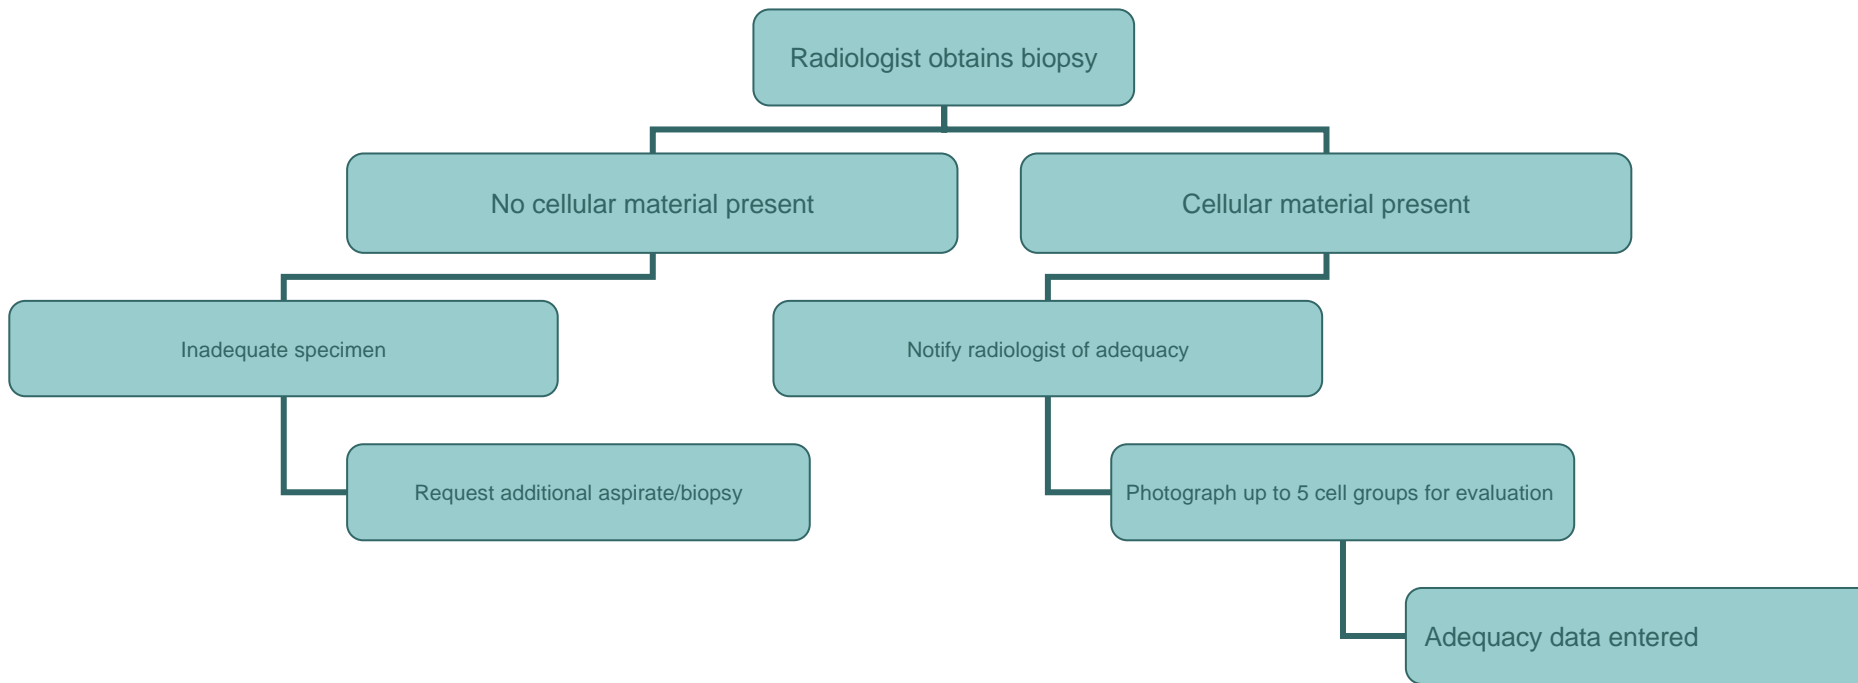 Radiologist obtains biopsy
No cellular material present
Cellular material present
Inadequate specimen
Notify radiologist of adequacy
Request additional aspirate/biopsy
Photograph up to 5 cell groups for evaluation
Adequacy data entered